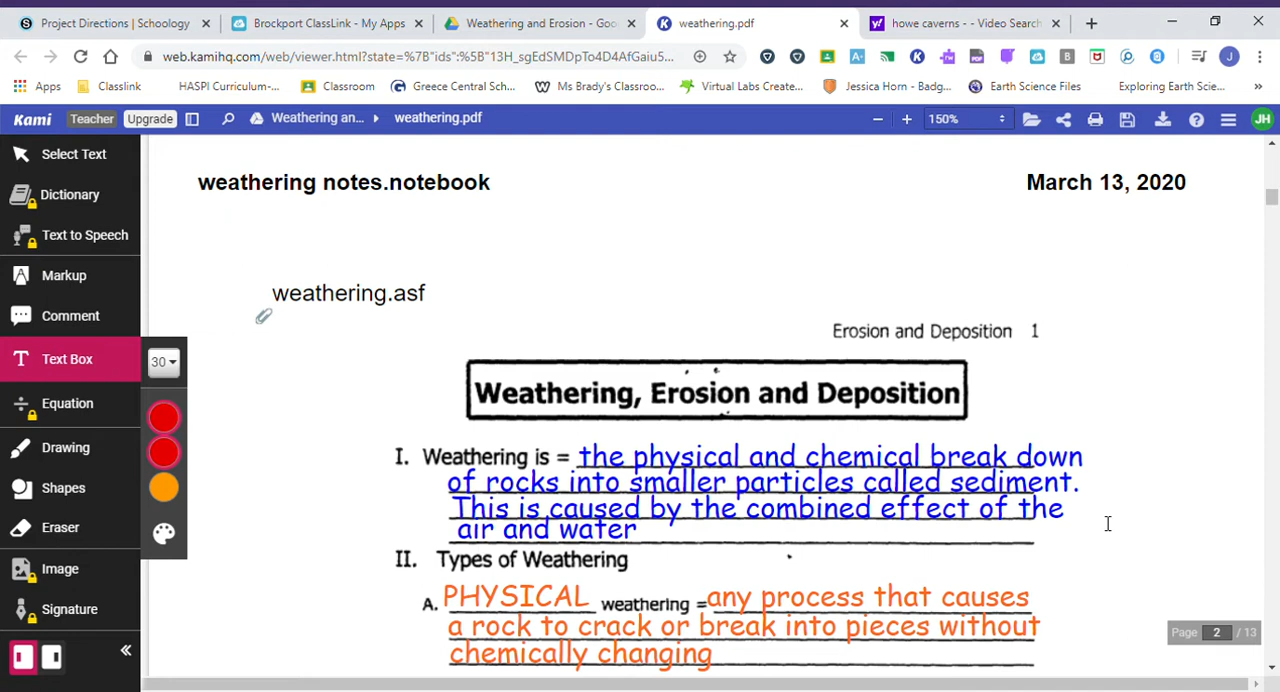 Project Directions | Schoology
Brockport ClassLink - My Apps
Weathering and Erosion - Goo
weathering.pdf
howe caverns - - Video Search
web.kamihq.com/web/viewer.html?state=%7B"ids":%5B"13H_sgEdSMDpTo4D4AfGaiu5...
Apps
Classlink
HASPI Curriculum-...
Classroom
Greece Central Sch...
Ms Brady's Classroo...
Virtual Labs Create...
Jessica Horn - Badg...
Earth Science Files
Exploring Earth Scie...
Kami
Teacher
Upgrade
Weathering an...
weathering.pdf
150%
JH
Select Text
Dictionary
Text to Speech
Markup
Comment
Text Box
30
Equation
Drawing
Shapes
Eraser
Image
Signature
weathering notes.notebook
March 13, 2020
weathering.asf
Erosion and Deposition 1
Weathering, Erosion and Deposition
I. Weathering is = the physical and chemical break down
of rocks into smaller particles called sediment.
This is caused by the combined effect of the
air and water
II. Types of Weathering
A. PHYSICAL weathering =any process that causes
a rock to crack or break into pieces without
chemically changing
Page 2 / 13